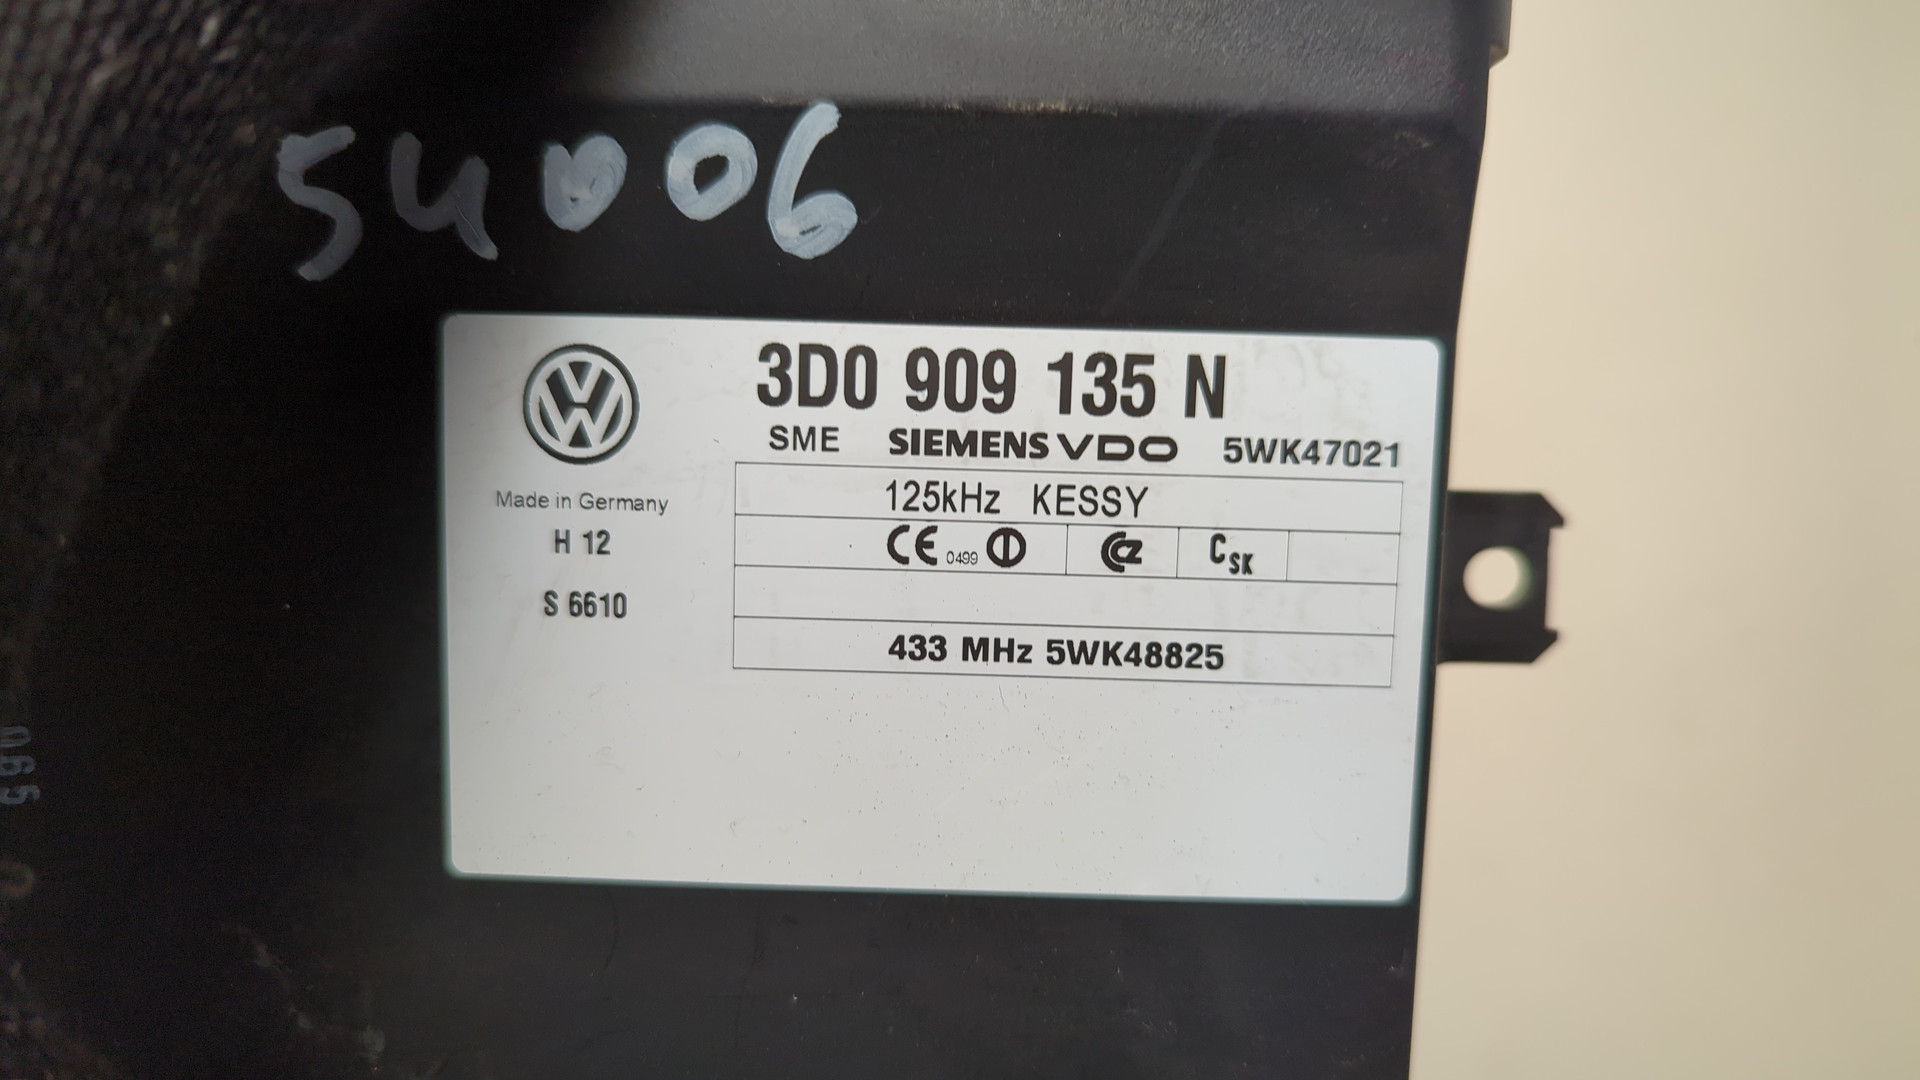 54006
3D0 909 135 N
SME SIEMENS VDO 5WK47021
125kHz KESSY
Made in Germany
H 12
CE 0499 CZ CSK
S 6610
433 MHz 5WK48825